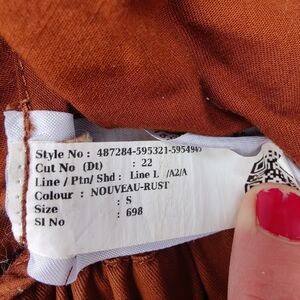 Style No : 487284-595321-595494
Cut No (Dt) : 22
Line / Ptn/ Shd : Line L /A2/A
Colour : NOUVEAU-RUST
Size : S
Sl No : 698